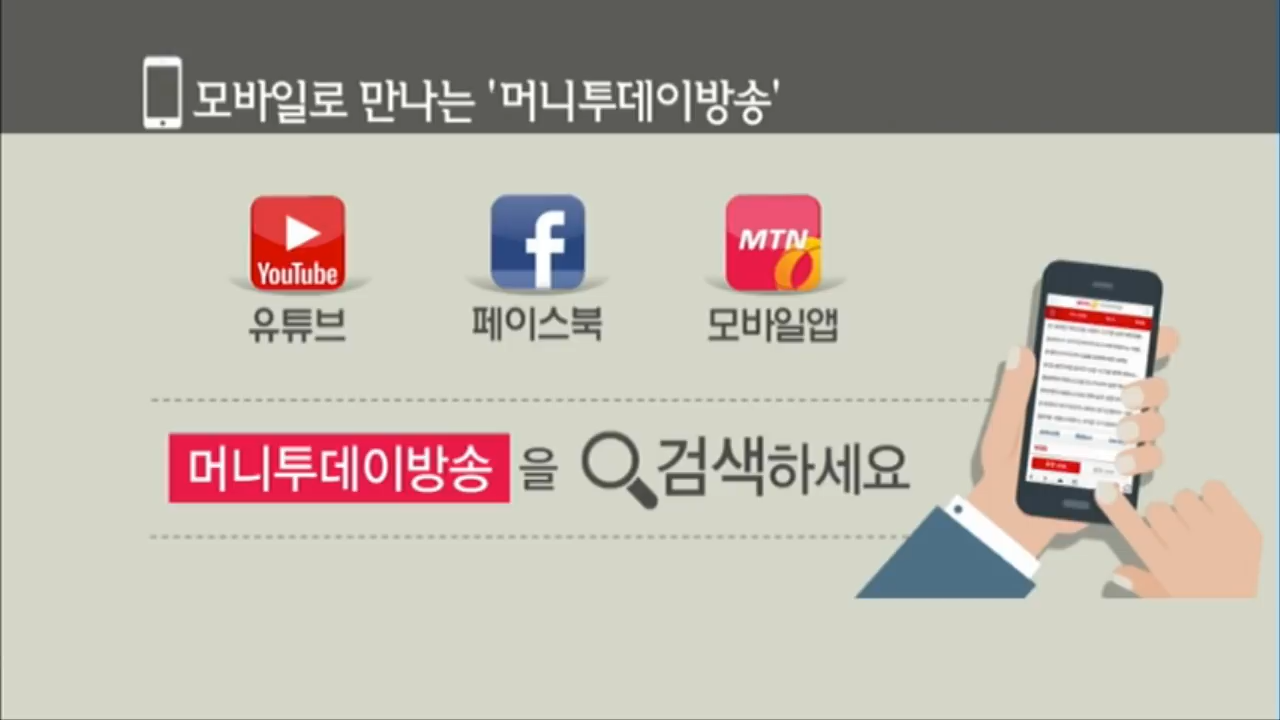 모바일로 만나는 '머니투데이방송'
YouTube
MTN
유튜브 페이스북 모바일앱
머니투데이방송 을 검색하세요